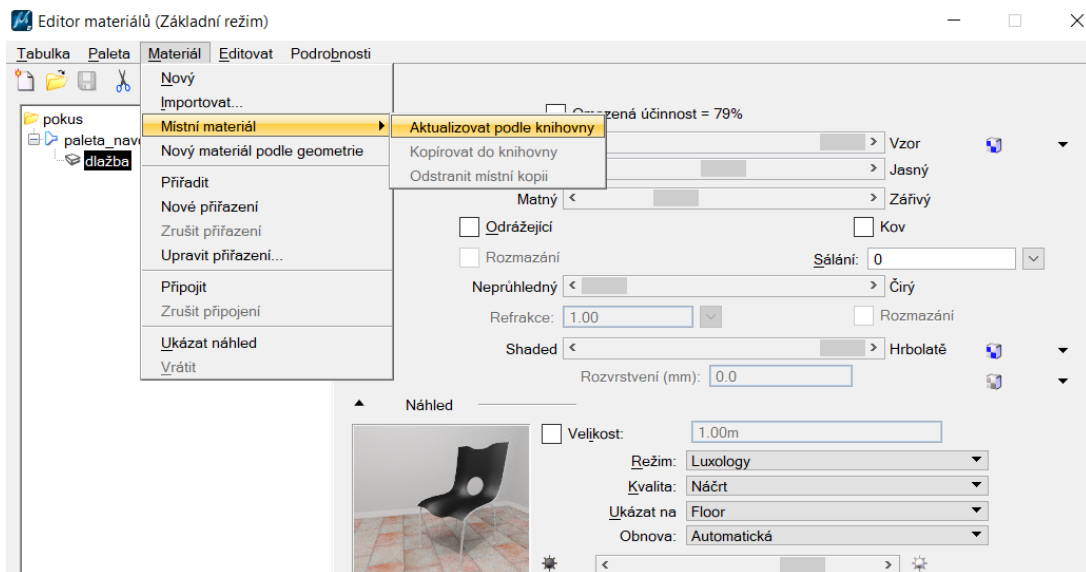 Editor materiálů (Základní režim)
Tabulka Paleta Materiál Editovat Podrobnosti
Nový
Importovat...
Místní materiál
Nový materiál podle geometrie
Přiřadit
Nové přiřazení
Zrušit přiřazení
Upravit přiřazení...
Připojit
Zrušit připojení
Ukázat náhled
Vrátit
Aktualizovat podle knihovny
Kopírovat do knihovny
Odstranit místní kopii
pokus
dlažba
účinnost = 79%
Vzor
Jasný
Matný Zářivý
Odrážející Kov
Rozmazání Sálání: 0
Neprůhledný Čirý
Refrakce: 1.00 Rozmazání
Shaded Hrbolatě
Rozvrstvení (mm): 0.0
Náhled
Velikost: 1.00m
Režim: Luxology
Kvalita: Náčrt
Ukázat na Floor
Obnova: Automatická